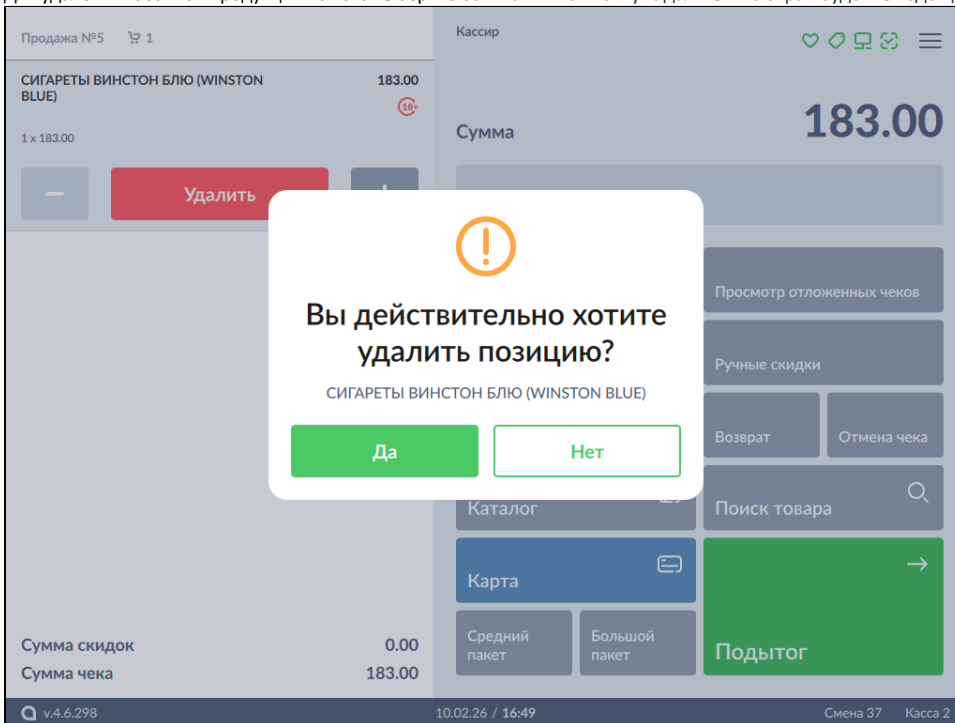 Продажа №5 1
СИГАРЕТЫ ВИНСТОН БЛЮ (WINSTON BLUE) 183.00
18+
1 x 183.00
Удалить
Кассир
Сумма 183.00
Вы действительно хотите
удалить позицию?
СИГАРЕТЫ ВИНСТОН БЛЮ (WINSTON BLUE)
Да
Нет
Просмотр отложенных чеков
Ручные скидки
Возврат
Отмена чека
Каталог
Поиск товара
Карта
Средний
пакет
Большой
пакет
Подытог
Сумма скидок 0.00
Сумма чека 183.00
v.4.6.298
10.02.26 / 16:49
Смена 37 Касса 2